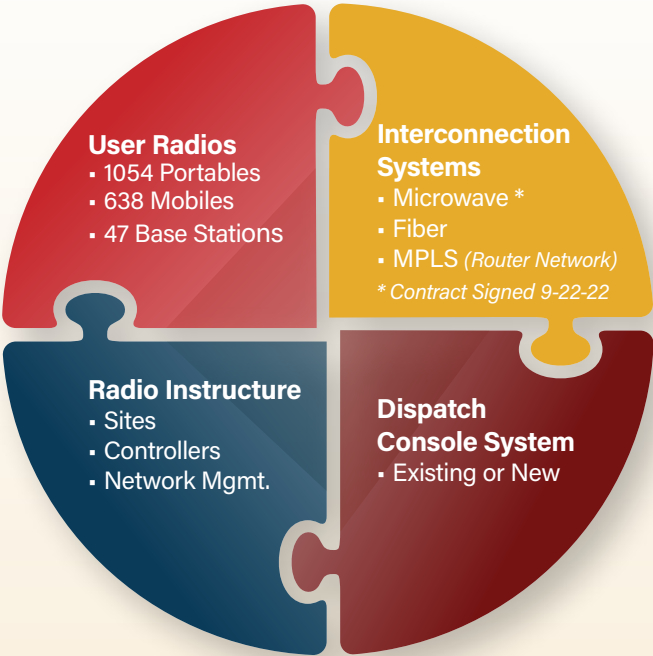 User Radios
▪ 1054 Portables
▪ 638 Mobiles
▪ 47 Base Stations
Interconnection
Systems
▪ Microwave *
▪ Fiber
▪ MPLS (Router Network)
* Contract Signed 9-22-22
Radio Instructure
▪ Sites
▪ Controllers
▪ Network Mgmt.
Dispatch
Console System
▪ Existing or New